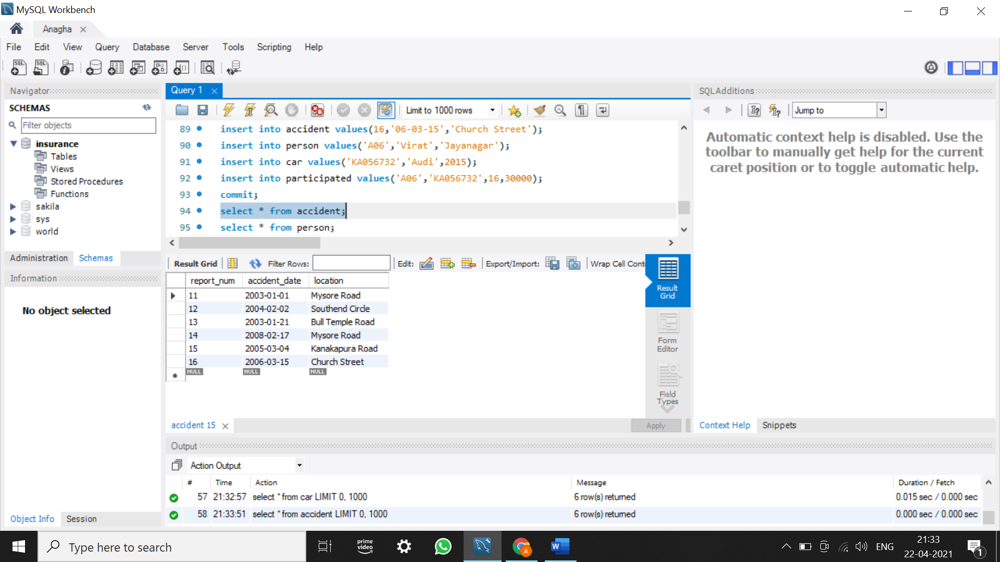 MySQL Workbench
Anagha
File Edit View Query Database Server Tools Scripting Help
Navigator
SCHEMAS
Filter objects
insurance
Tables
Views
Stored Procedures
Functions
sakila
sys
world
Administration Schemas
Information
No object selected
Object Info Session
Query 1
Limit to 1000 rows
89 insert into accident values(16,'06-03-15','Church Street');
90 insert into person values('A06','Virat','Jayanagar');
91 insert into car values('KA056732','Audi',2015);
92 insert into participated values('A06','KA056732',16,30000);
93 commit;
94 select * from accident;
95 select * from person;
Result Grid Filter Rows: Edit: Export/Import: Wrap Cell Cont
report_num accident_date location
11 2003-01-01 Mysore Road
12 2004-02-02 Southend Circle
13 2003-01-21 Bull Temple Road
14 2008-02-17 Mysore Road
15 2005-03-04 Kanakapura Road
16 2006-03-15 Church Street
NULL NULL NULL
Result
Grid
Form
Editor
Field
Types
accident 15
Apply
SQLAdditions
Jump to
Automatic context help is disabled. Use the
toolbar to manually get help for the current
caret position or to toggle automatic help.
Context Help Snippets
Output
Action Output
# Time Action Message Duration / Fetch
57 21:32:57 select * from car LIMIT 0, 1000 6 row(s) returned 0.015 sec / 0.000 sec
58 21:33:51 select * from accident LIMIT 0, 1000 6 row(s) returned 0.000 sec / 0.000 sec
Type here to search
prime
video
A
W
ENG
21:33
22-04-2021
1